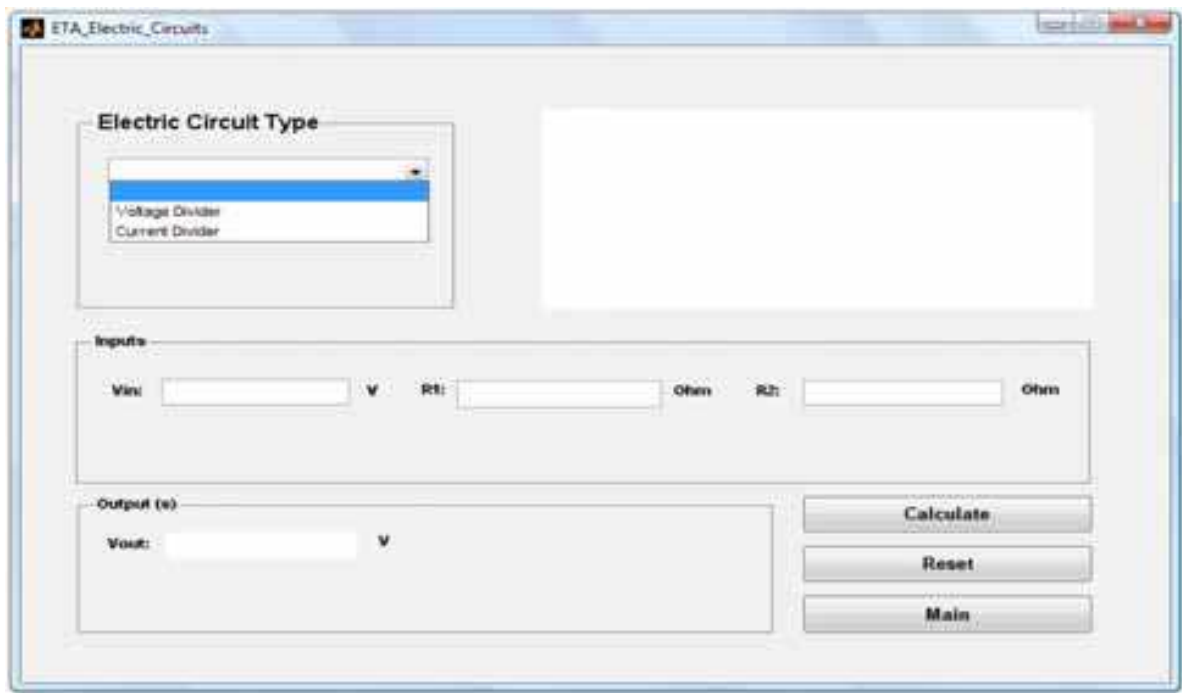 ETA_Electric_Circuits
Electric Circuit Type
Voltage Divider
Current Divider
Inputs
Vin: V R1: Ohm R2: Ohm
Output (s)
Vout: V
Calculate
Reset
Main